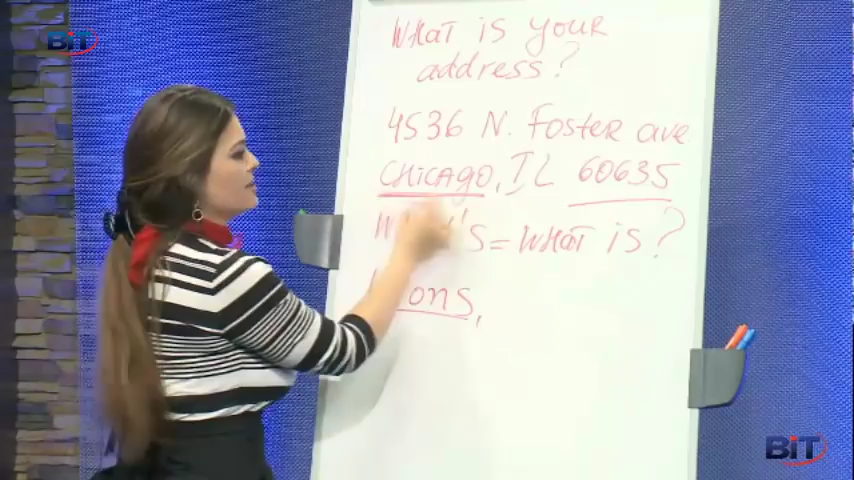 BiT
What is your
address?
4536 N. Foster ave.
Chicago, IL 60635
's = What is?
ons,
BiT